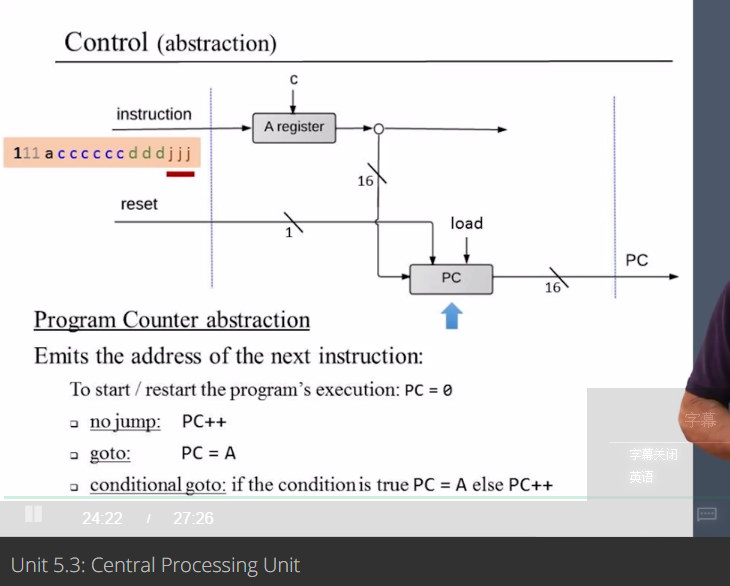 Control (abstraction)
c
instruction
A register
111 a c c c c c c d d d j j j
16
reset
1
load
PC
PC
16
Program Counter abstraction
Emits the address of the next instruction:
To start / restart the program's execution: PC = 0
no jump: PC++
goto: PC = A
conditional goto: if the condition is true PC = A else PC++
字幕
字幕关闭
英语
24:22 / 27:26
Unit 5.3: Central Processing Unit